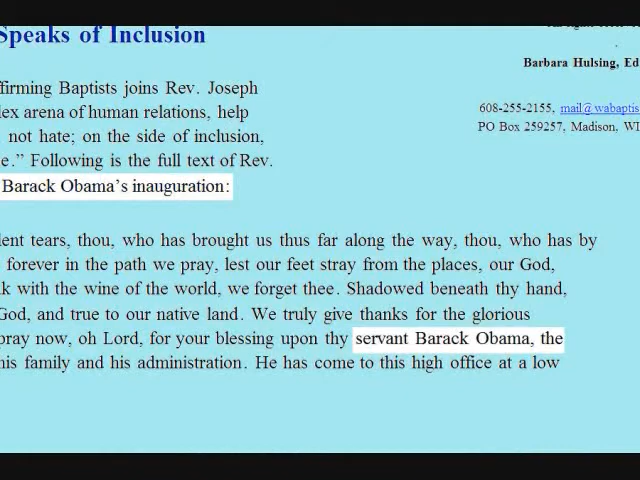 Speaks of Inclusion
Barbara Hulsing, Ed
ffirming Baptists joins Rev. Joseph
lex arena of human relations, help
not hate; on the side of inclusion,
e.” Following is the full text of Rev.
Barack Obama’s inauguration:
608-255-2155, mail@wabaptis
PO Box 259257, Madison, WI
lent tears, thou, who has brought us thus far along the way, thou, who has by
forever in the path we pray, lest our feet stray from the places, our God,
k with the wine of the world, we forget thee. Shadowed beneath thy hand,
God, and true to our native land. We truly give thanks for the glorious
pray now, oh Lord, for your blessing upon thy servant Barack Obama, the
his family and his administration. He has come to this high office at a low